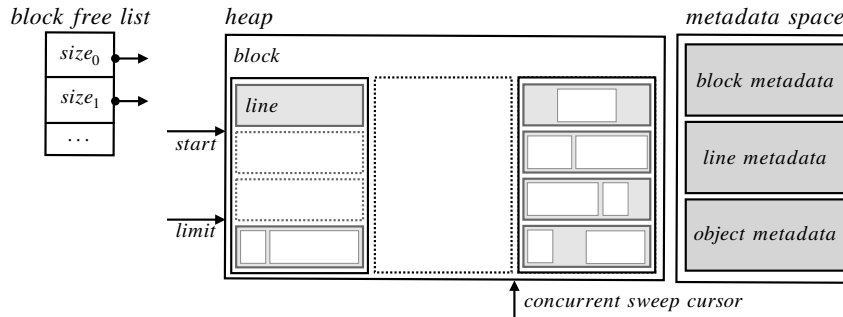 block free list
heap
metadata space
size₀
size₁
...
block
line
start
limit
block metadata
line metadata
object metadata
concurrent sweep cursor